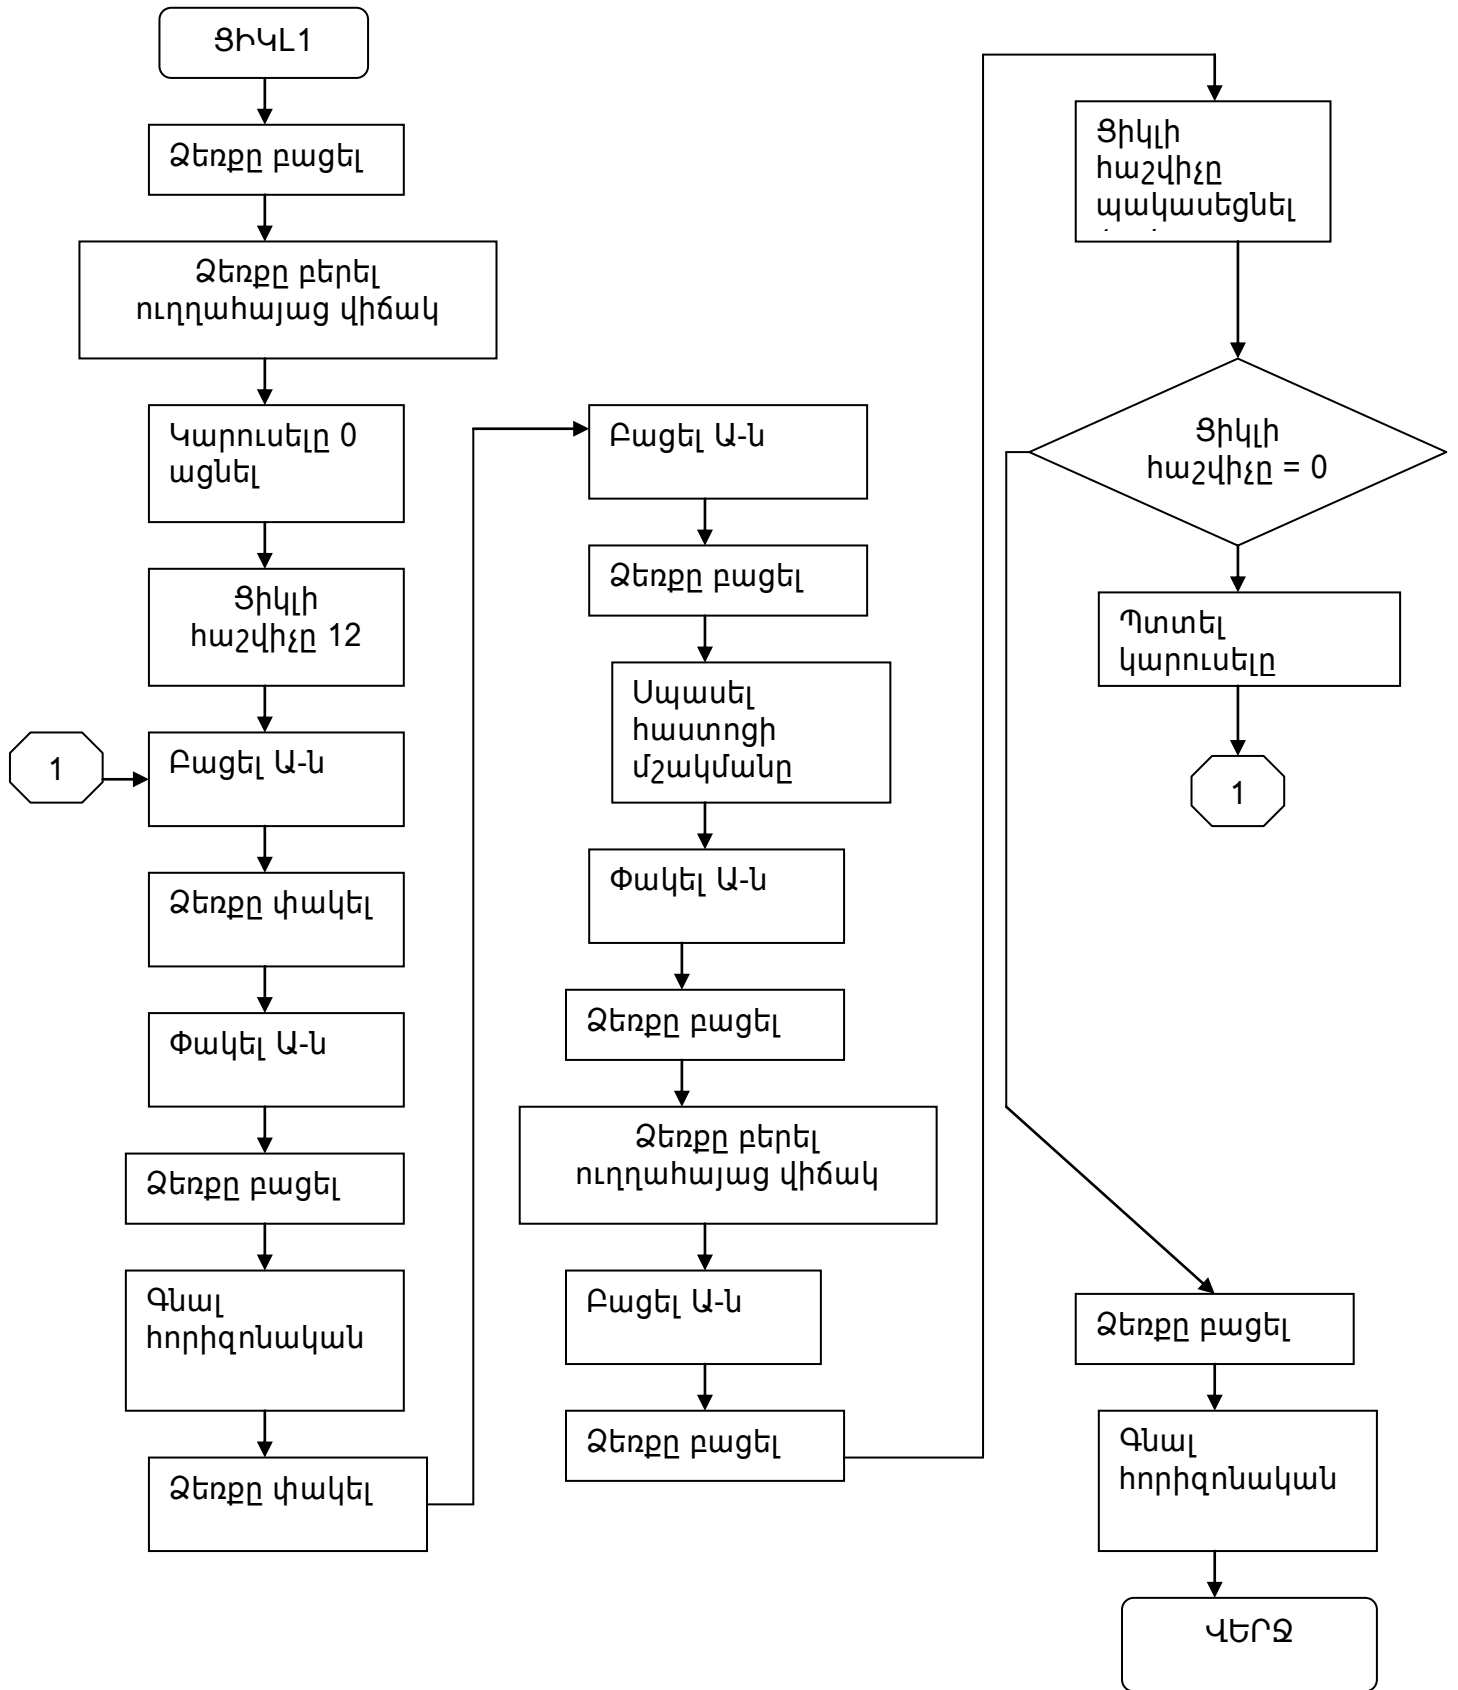 ՑԻԿԼ1
Ձեռքը բացել
Ձեռքը բերել
ուղղահայաց վիճակ
Կարուսելը 0
ացնել
Ցիկլի
հաշվիչը 12
1
Բացել Ա-ն
Ձեռքը փակել
Փակել Ա-ն
Ձեռքը բացել
Գնալ
հորիզոնական
Ձեռքը փակել
Բացել Ա-ն
Ձեռքը բացել
Սպասել
հաստոցի
մշակմանը
Փակել Ա-ն
Ձեռքը բացել
Ձեռքը բերել
ուղղահայաց վիճակ
Բացել Ա-ն
Ձեռքը բացել
Ցիկլի
հաշվիչը
պակասեցնել
Ցիկլի
հաշվիչը = 0
Պտտել
կարուսելը
1
Ձեռքը բացել
Գնալ
հորիզոնական
ՎԵՐՋ